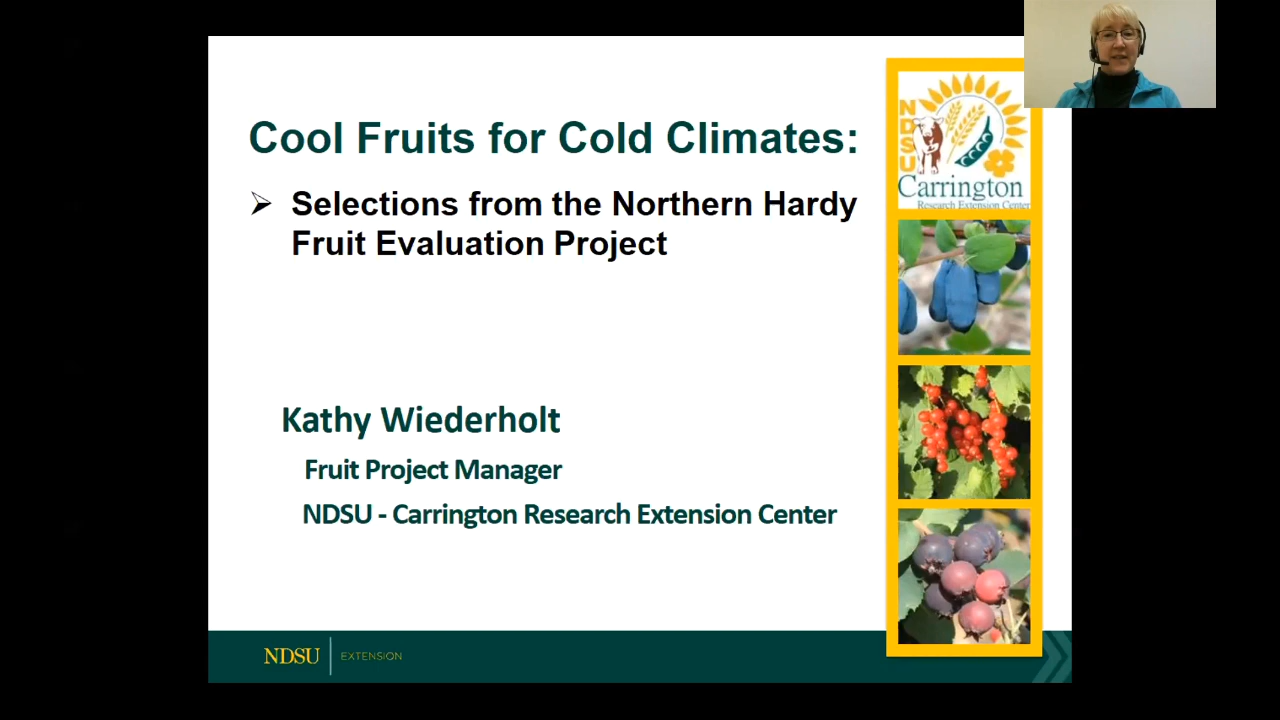 Cool Fruits for Cold Climates:
➢ Selections from the Northern Hardy
Fruit Evaluation Project
Kathy Wiederholt
Fruit Project Manager
NDSU - Carrington Research Extension Center
NDSU
Carrington
Research Extension Center
NDSU
EXTENSION